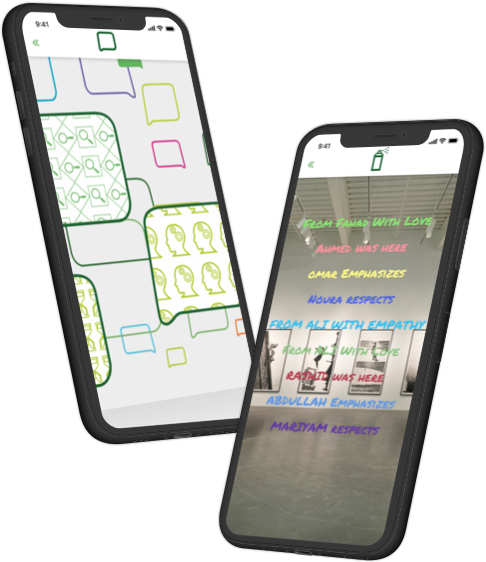 9:41
9:41
From Fahad With Love
Ahmed was here
omar Emphasizes
Noura respects
FROM ALI WITH EMPATHY
From Ali With Love
RASHID was here
ABDULLAH Emphasizes
MARIYAM respects